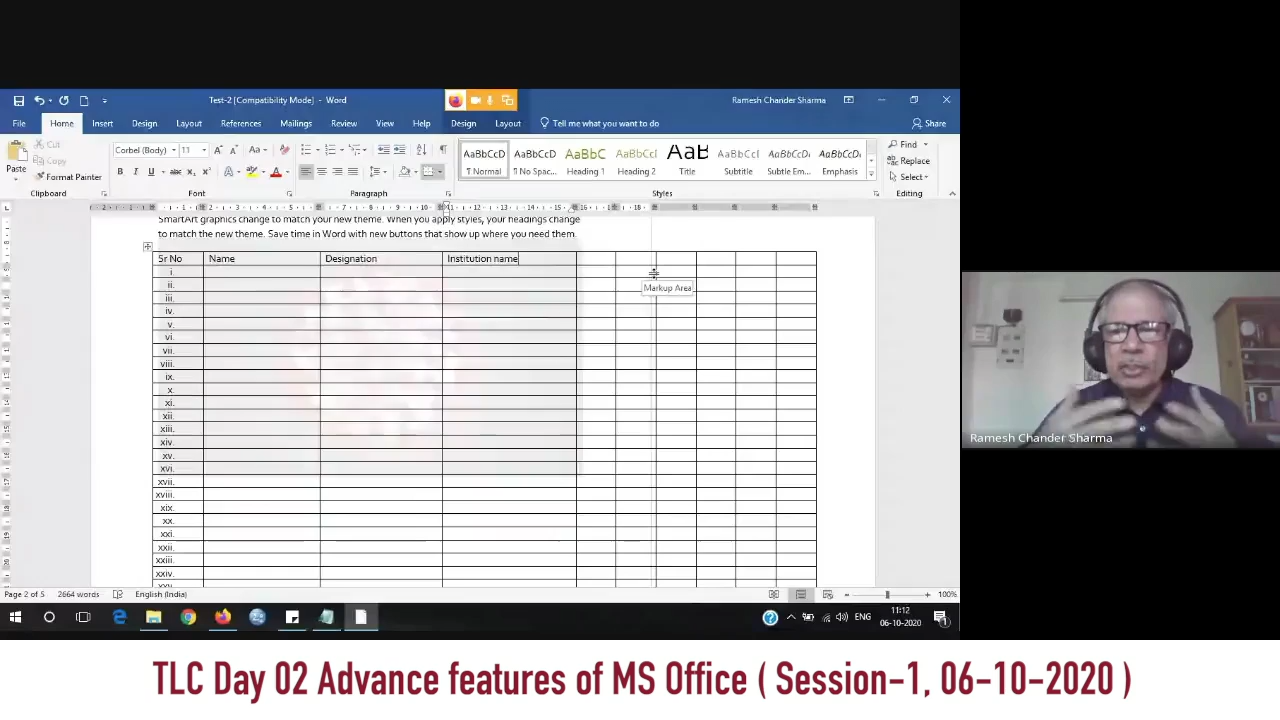 Test-2 [Compatibility Mode] - Word
Ramesh Chander Sharma
File Home Insert Design Layout References Mailings Review View Help Design Layout Tell me what you want to do Share
Paste Cut Copy Format Painter
Corbel (Body) 11 Aa
AaBbCcD AaBbCcD AaBbC AaBbCcI AaB AaBbCcD AaBbCcDi AaBbCcDi
Normal No Spac... Heading 1 Heading 2 Title Subtitle Subtle Em... Emphasis
Find Replace Select
Clipboard Font Paragraph Styles Editing
SmartArt graphics change to match your new theme. When you apply styles, your headings change
to match the new theme. Save time in Word with new buttons that show up where you need them.
Sr No Name Designation Institution name
i.
ii.
Markup Area
iii.
iv.
v.
vi.
vii.
viii.
ix.
x.
xi.
xii.
xiii.
xiv.
xv.
xvi.
xvii.
xviii.
xix.
xx.
xxi.
xxii.
xxiii.
xxiv.
xxv.
Ramesh Chander Sharma
Page 2 of 5 2664 words English (India) 100%
ENG 11:12
06-10-2020
TLC Day 02 Advance features of MS Office ( Session-1, 06-10-2020 )